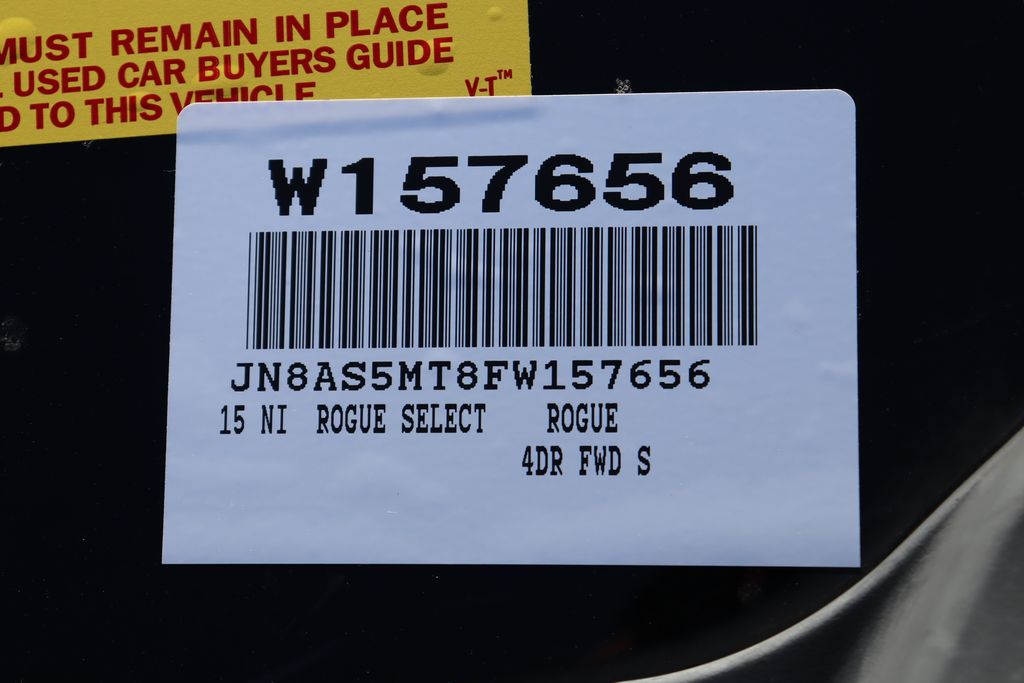 MUST REMAIN IN PLACE
USED CAR BUYERS GUIDE
TO THIS VEHICLE
V-T™
W157656
JN8AS5MT8FW157656
15 NI ROGUE SELECT ROGUE
4DR FWD S